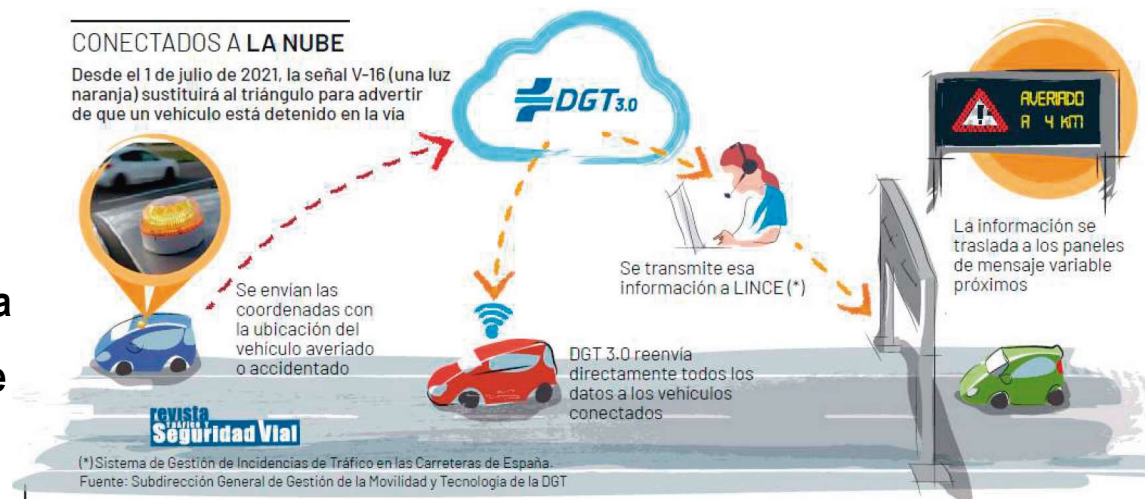 CONECTADOS A LA NUBE
Desde el 1 de julio de 2021, la señal V-16 (una luz
naranja) sustituirá al triángulo para advertir
de que un vehículo está detenido en la vía
DGT 3.0
AVERIADO
A 4 KM
La información se
traslada a los paneles
de mensaje variable
próximos
Se transmite esa
información a LINCE (*)
Se envían las
coordenadas con
la ubicación del
vehículo averiado
o accidentado
DGT 3.0 reenvía
directamente todos los
datos a los vehículos
conectados
a
e
revista
TRÁFICO Y
Seguridad Vial
(*) Sistema de Gestión de Incidencias de Tráfico en las Carreteras de España.
Fuente: Subdirección General de Gestión de la Movilidad y Tecnología de la DGT